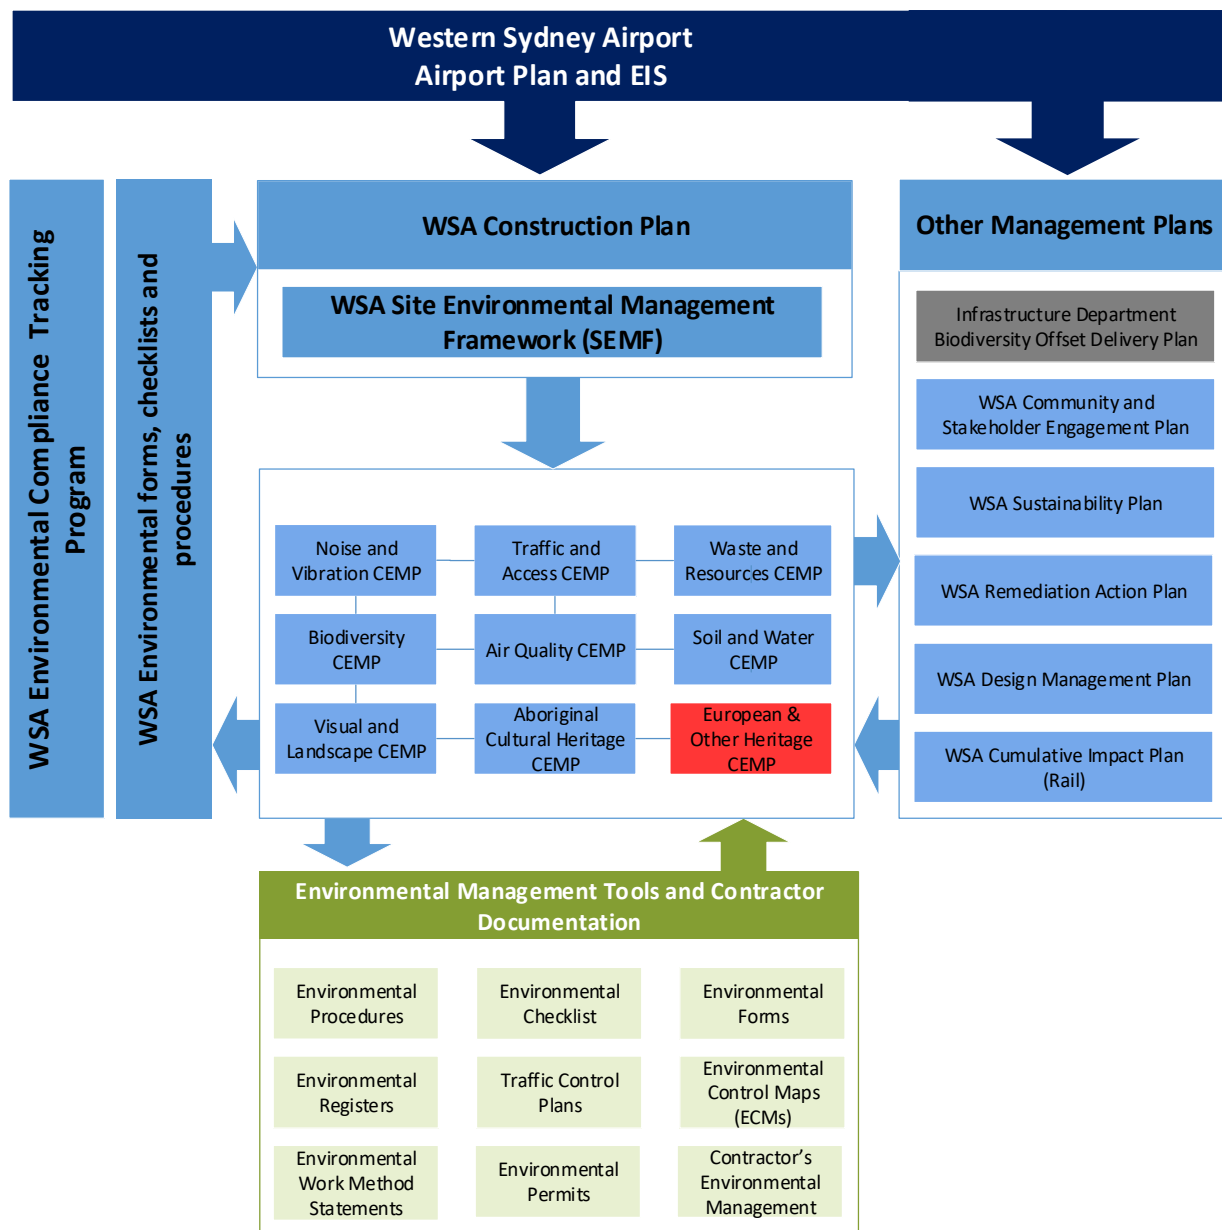 Western Sydney Airport
Airport Plan and EIS
WSA Environmental Compliance Tracking
Program
WSA Environmental forms, checklists and
procedures
WSA Construction Plan
WSA Site Environmental Management
Framework (SEMF)
Other Management Plans
Infrastructure Department
Biodiversity Offset Delivery Plan
WSA Community and
Stakeholder Engagement Plan
WSA Sustainability Plan
WSA Remediation Action Plan
WSA Design Management Plan
WSA Cumulative Impact Plan
(Rail)
Noise and
Vibration CEMP
Traffic and
Access CEMP
Waste and
Resources CEMP
Biodiversity
CEMP
Air Quality CEMP
Soil and Water
CEMP
Visual and
Landscape CEMP
Aboriginal
Cultural Heritage
CEMP
European &
Other Heritage
CEMP
Environmental Management Tools and Contractor
Documentation
Environmental
Procedures
Environmental
Checklist
Environmental
Forms
Environmental
Registers
Traffic Control
Plans
Environmental
Control Maps
(ECMs)
Environmental
Work Method
Statements
Environmental
Permits
Contractor's
Environmental
Management